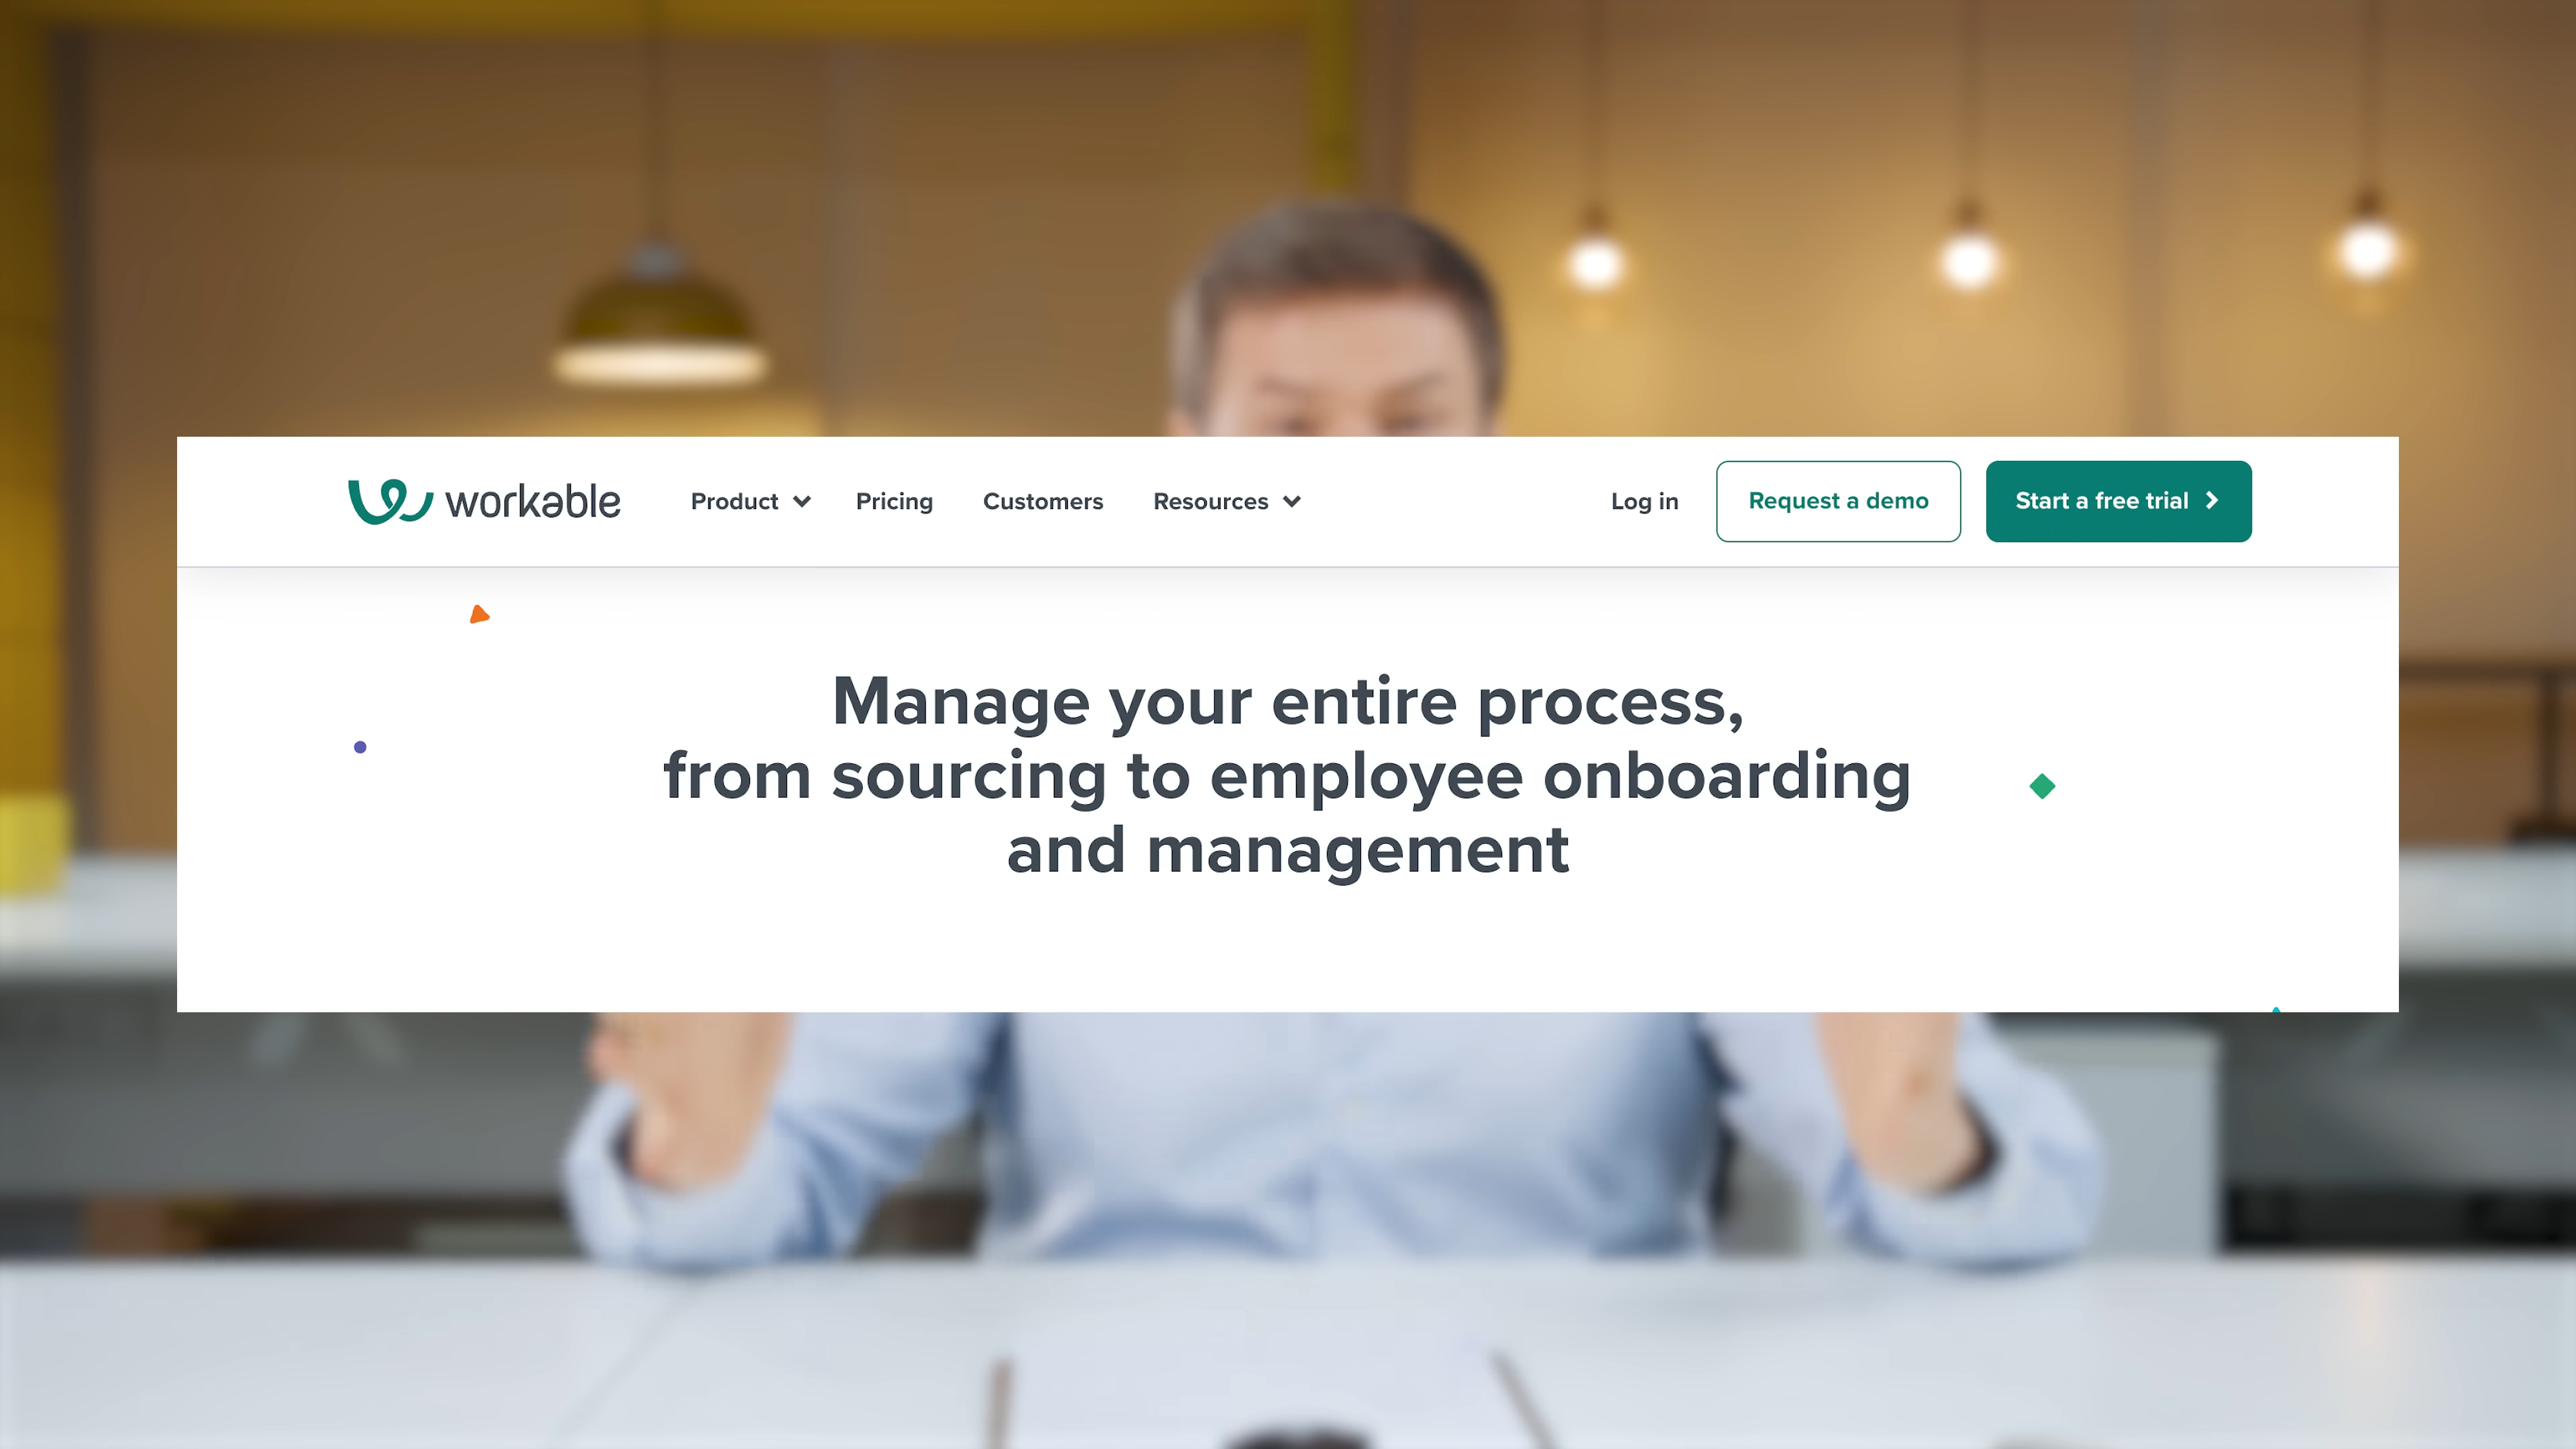 workable
Product
Pricing
Customers
Resources
Log in
Request a demo
Start a free trial
Manage your entire process,
from sourcing to employee onboarding
and management